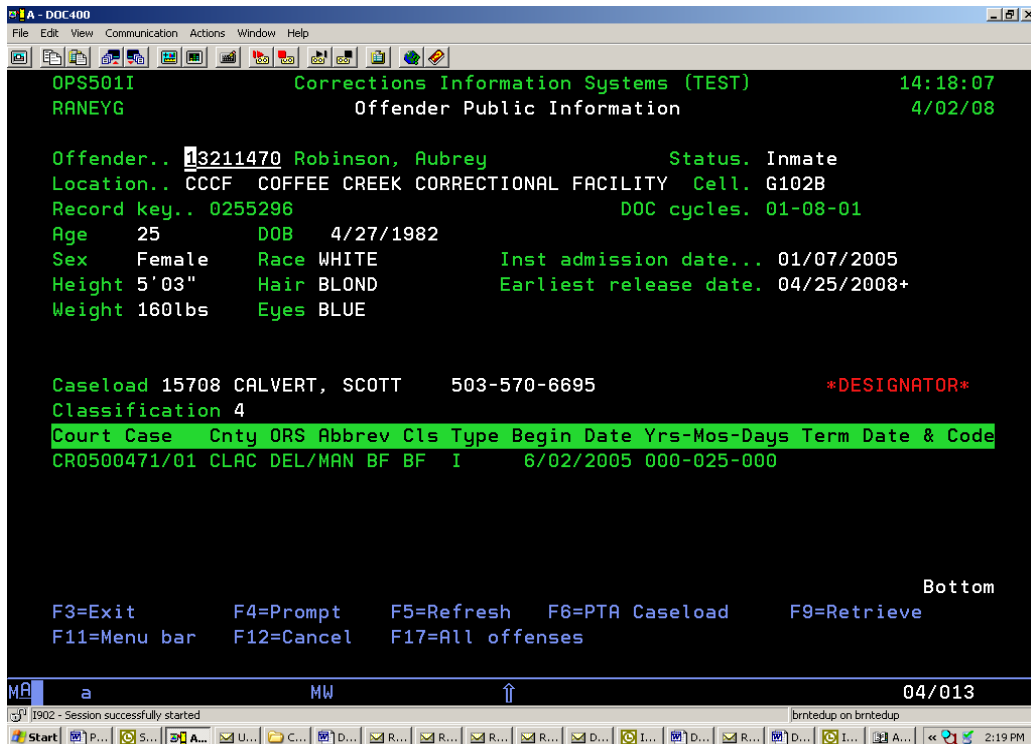 A - DOC400
File Edit View Communication Actions Window Help
OPS501I Corrections Information Systems (TEST) 14:18:07
RANEYG Offender Public Information 4/02/08
Offender.. 13211470 Robinson, Aubrey Status. Inmate
Location.. CCCF COFFEE CREEK CORRECTIONAL FACILITY Cell. G102B
Record key.. 0255296 DOC cycles. 01-08-01
Age 25 DOB 4/27/1982
Sex Female Race WHITE Inst admission date... 01/07/2005
Height 5'03" Hair BLOND Earliest release date. 04/25/2008+
Weight 160lbs Eyes BLUE
Caseload 15708 CALVERT, SCOTT 503-570-6695 *DESIGNATOR*
Classification 4
Court Case Cnty ORS Abbrev Cls Type Begin Date Yrs-Mos-Days Term Date & Code
CR0500471/01 CLAC DEL/MAN BF BF I 6/02/2005 000-025-000
Bottom
F3=Exit F4=Prompt F5=Refresh F6=PTA Caseload F9=Retrieve
F11=Menu bar F12=Cancel F17=All offenses
MA a MW 04/013
I902 - Session successfully started brntedup on brntedup
Start P... S... A... U... C... D... R... R... R... R... D... I... D... R... D... I... A... « 2:19 PM